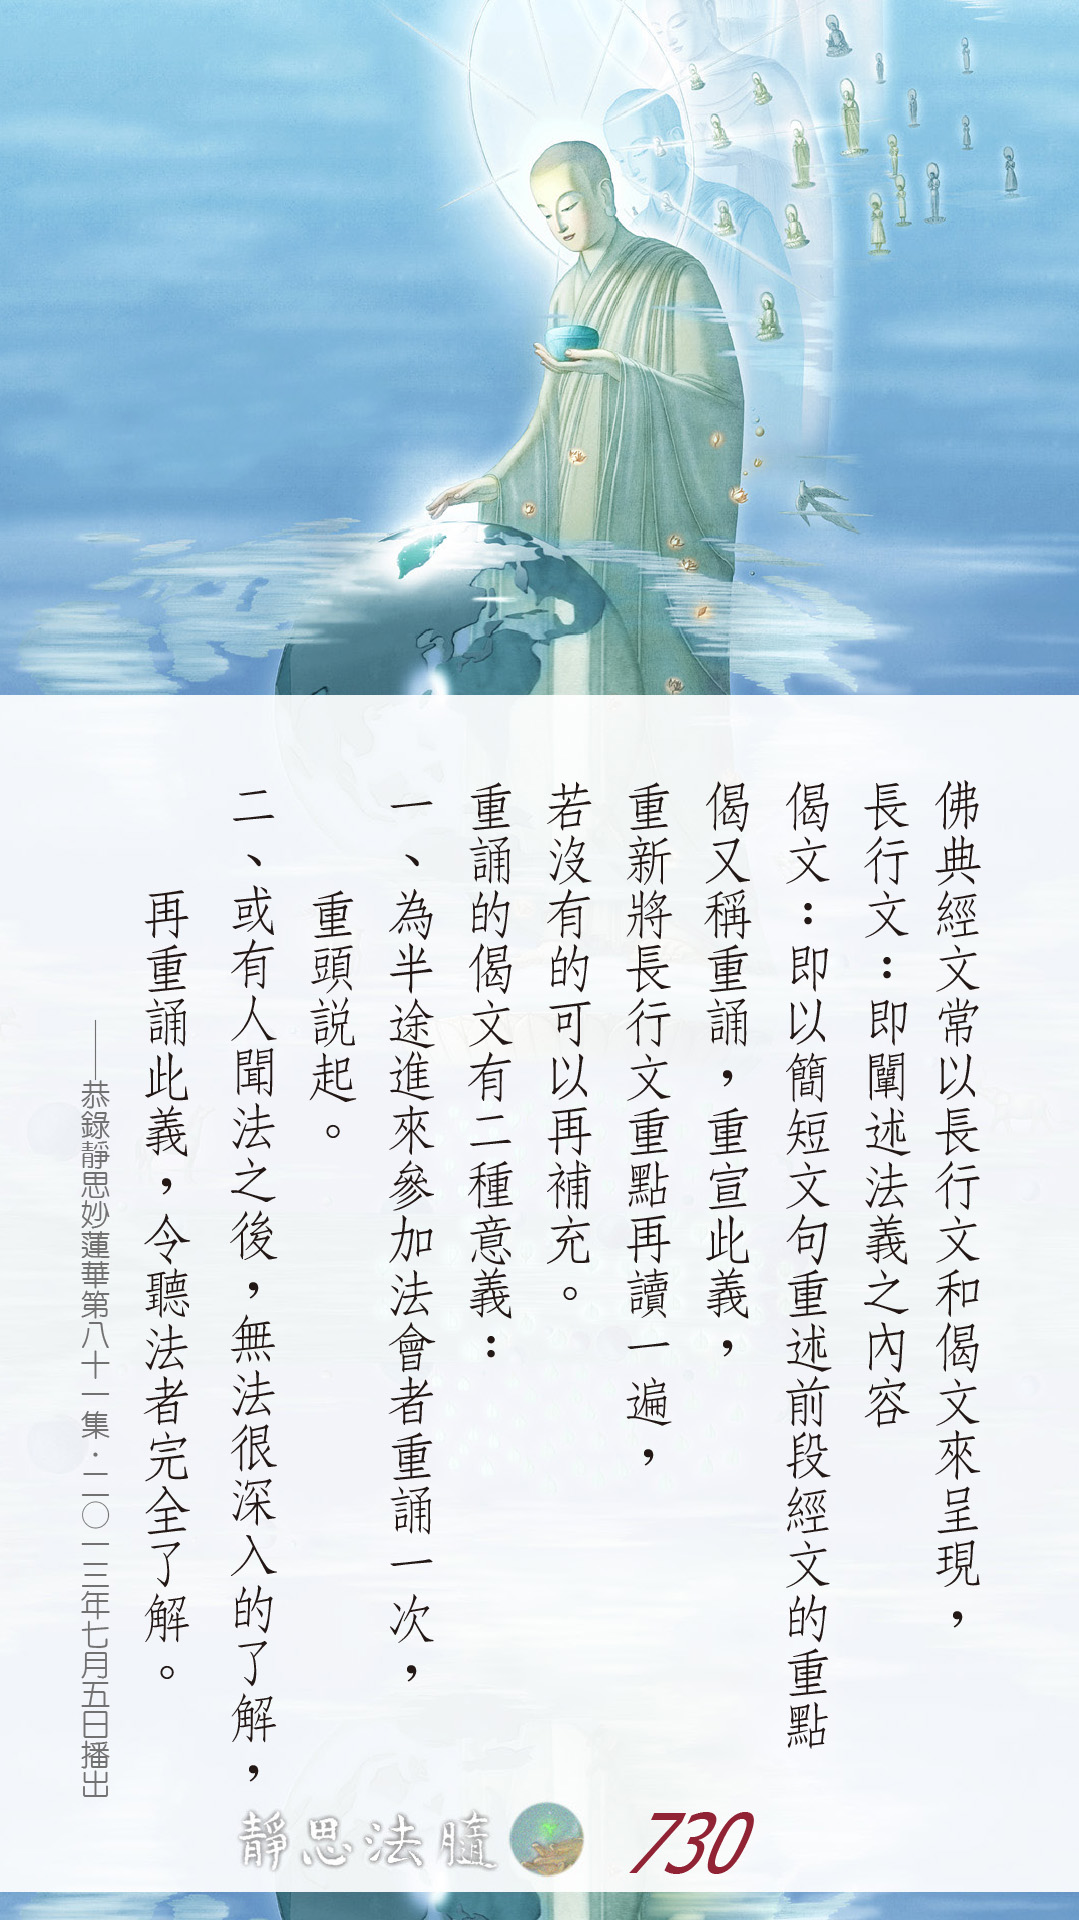 佛典經文常以長行文和偈文來呈現，
長行文：即闡述法義之內容
偈文：即以簡短文句重述前段經文的重點
偈又稱重誦，重宣此義，
重新將長行文重點再讀一遍，
若沒有的可以再補充。
重誦的偈文有二種意義：
一、為半途進來參加法會者重誦一次，
重頭説起。
二、或有人聞法之後，無法很深入的了解，
再重誦此義，令聽法者完全了解。
——恭錄靜思妙蓮華第八十一集．二〇一三年七月五日播出
靜思法髓
730